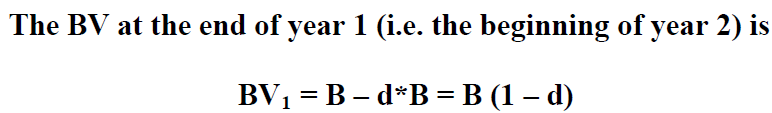 The BV at the end of year 1 (i.e. the beginning of year 2) is
BV₁ = B – d*B = B (1 – d)